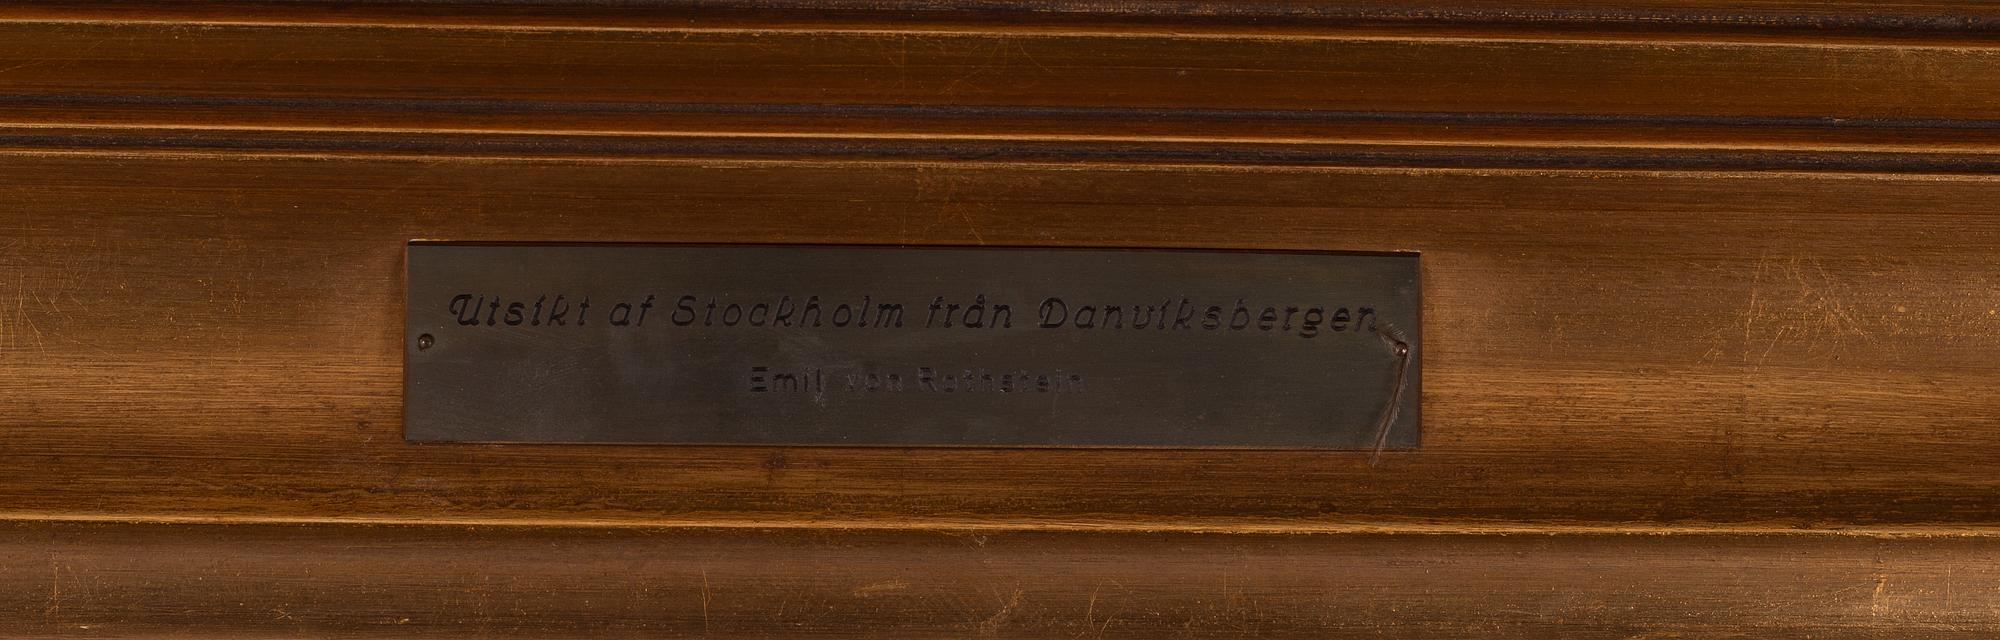 Utsikt af Stockholm från Danviksbergen
Emil von Rothstein